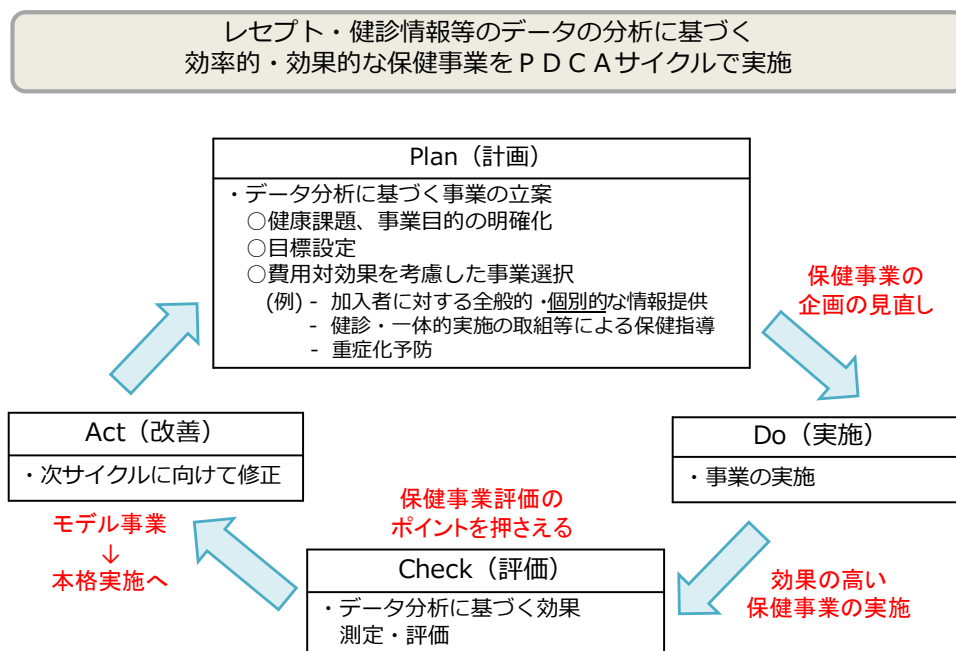 レセプト・健診情報等のデータの分析に基づく
効率的・効果的な保健事業をＰＤＣＡサイクルで実施
Plan（計画）
・データ分析に基づく事業の立案
○健康課題、事業目的の明確化
○目標設定
○費用対効果を考慮した事業選択
(例) - 加入者に対する全般的・個別的な情報提供
- 健診・一体的実施の取組等による保健指導
- 重症化予防
保健事業の
企画の見直し
Do（実施）
・事業の実施
効果の高い
保健事業の実施
保健事業評価の
ポイントを押さえる
Check（評価）
・データ分析に基づく効果
測定・評価
Act（改善）
・次サイクルに向けて修正
モデル事業
↓
本格実施へ